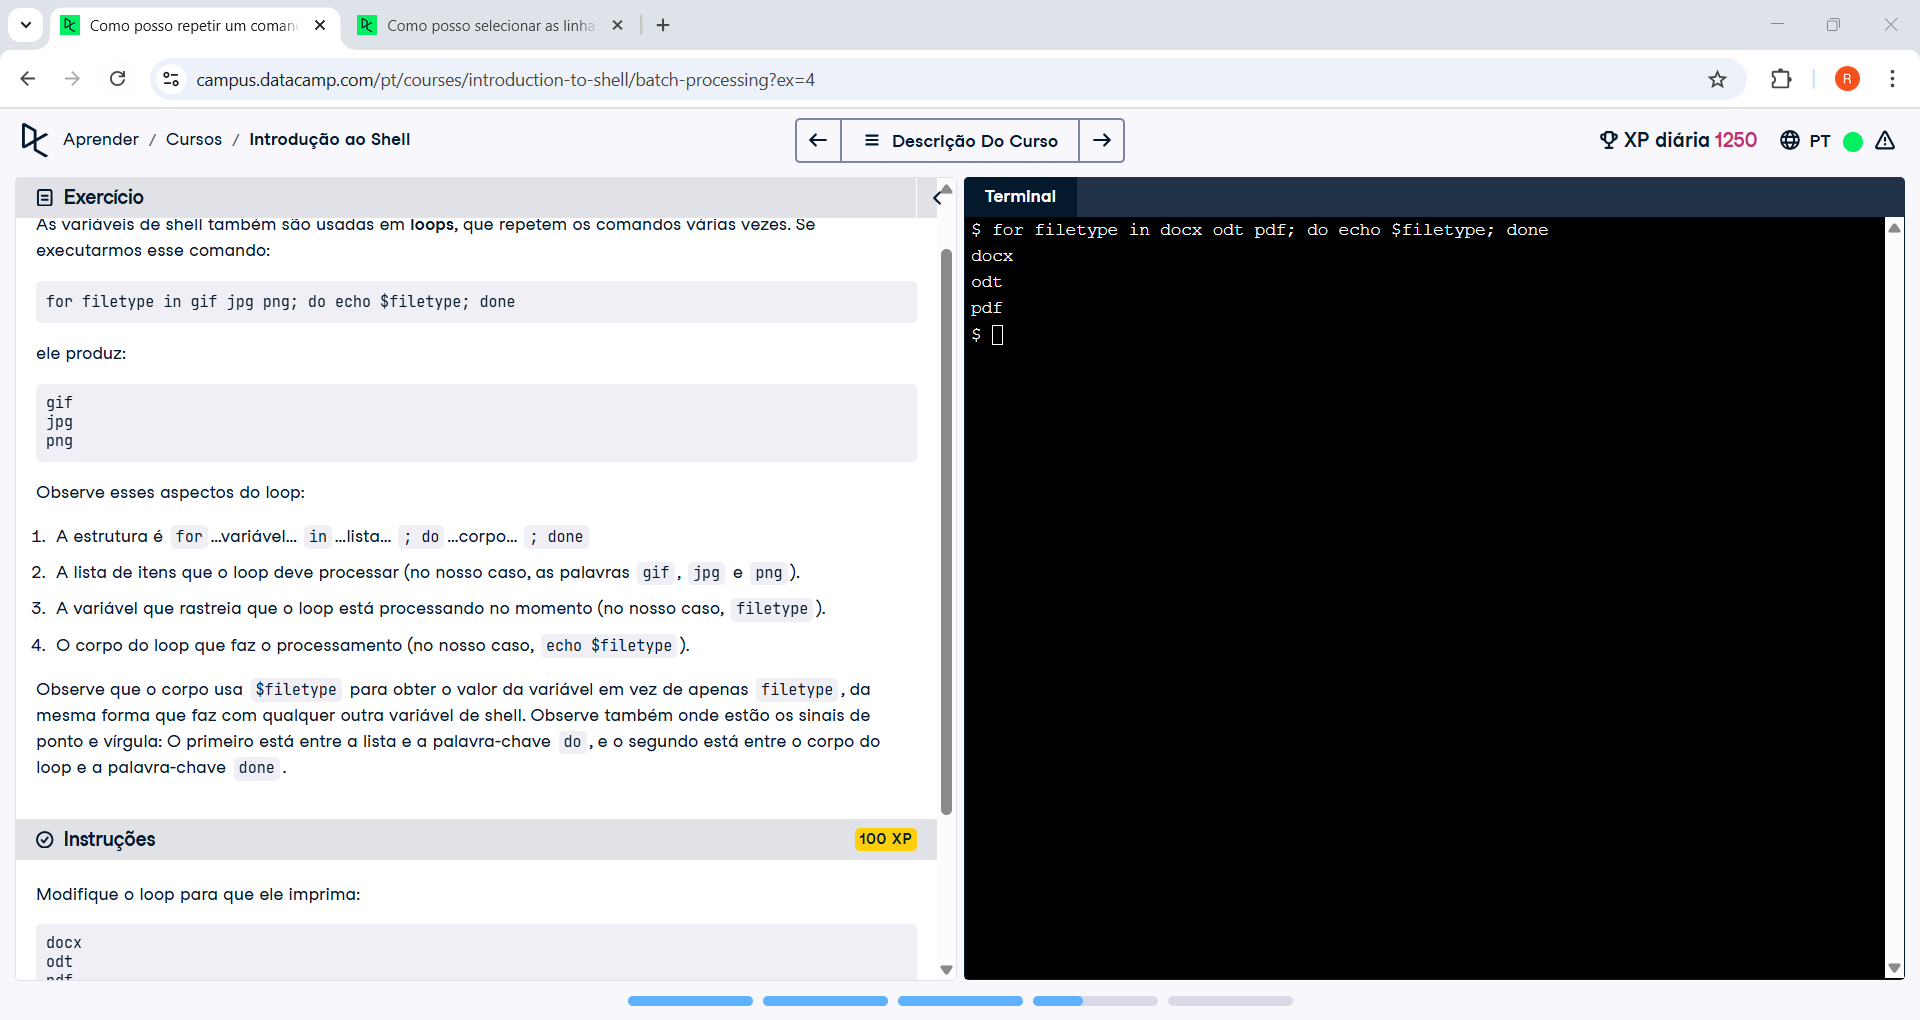 Como posso repetir um coman
Como posso selecionar as linha
campus.datacamp.com/pt/courses/introduction-to-shell/batch-processing?ex=4
R
Aprender / Cursos / Introdução ao Shell
Descrição Do Curso
XP diária 1250
PT
Exercício
As variáveis de shell também são usadas em loops, que repetem os comandos várias vezes. Se
executarmos esse comando:
for filetype in gif jpg png; do echo $filetype; done
ele produz:
gif
jpg
png
Observe esses aspectos do loop:
1. A estrutura é for …variável… in …lista… ; do …corpo… ; done
2. A lista de itens que o loop deve processar (no nosso caso, as palavras gif , jpg e png ).
3. A variável que rastreia que o loop está processando no momento (no nosso caso, filetype ).
4. O corpo do loop que faz o processamento (no nosso caso, echo $filetype ).
Observe que o corpo usa $filetype para obter o valor da variável em vez de apenas filetype , da
mesma forma que faz com qualquer outra variável de shell. Observe também onde estão os sinais de
ponto e vírgula: O primeiro está entre a lista e a palavra-chave do , e o segundo está entre o corpo do
loop e a palavra-chave done .
Instruções
100 XP
Modifique o loop para que ele imprima:
docx
odt
pdf
Terminal
$ for filetype in docx odt pdf; do echo $filetype; done
docx
odt
pdf
$